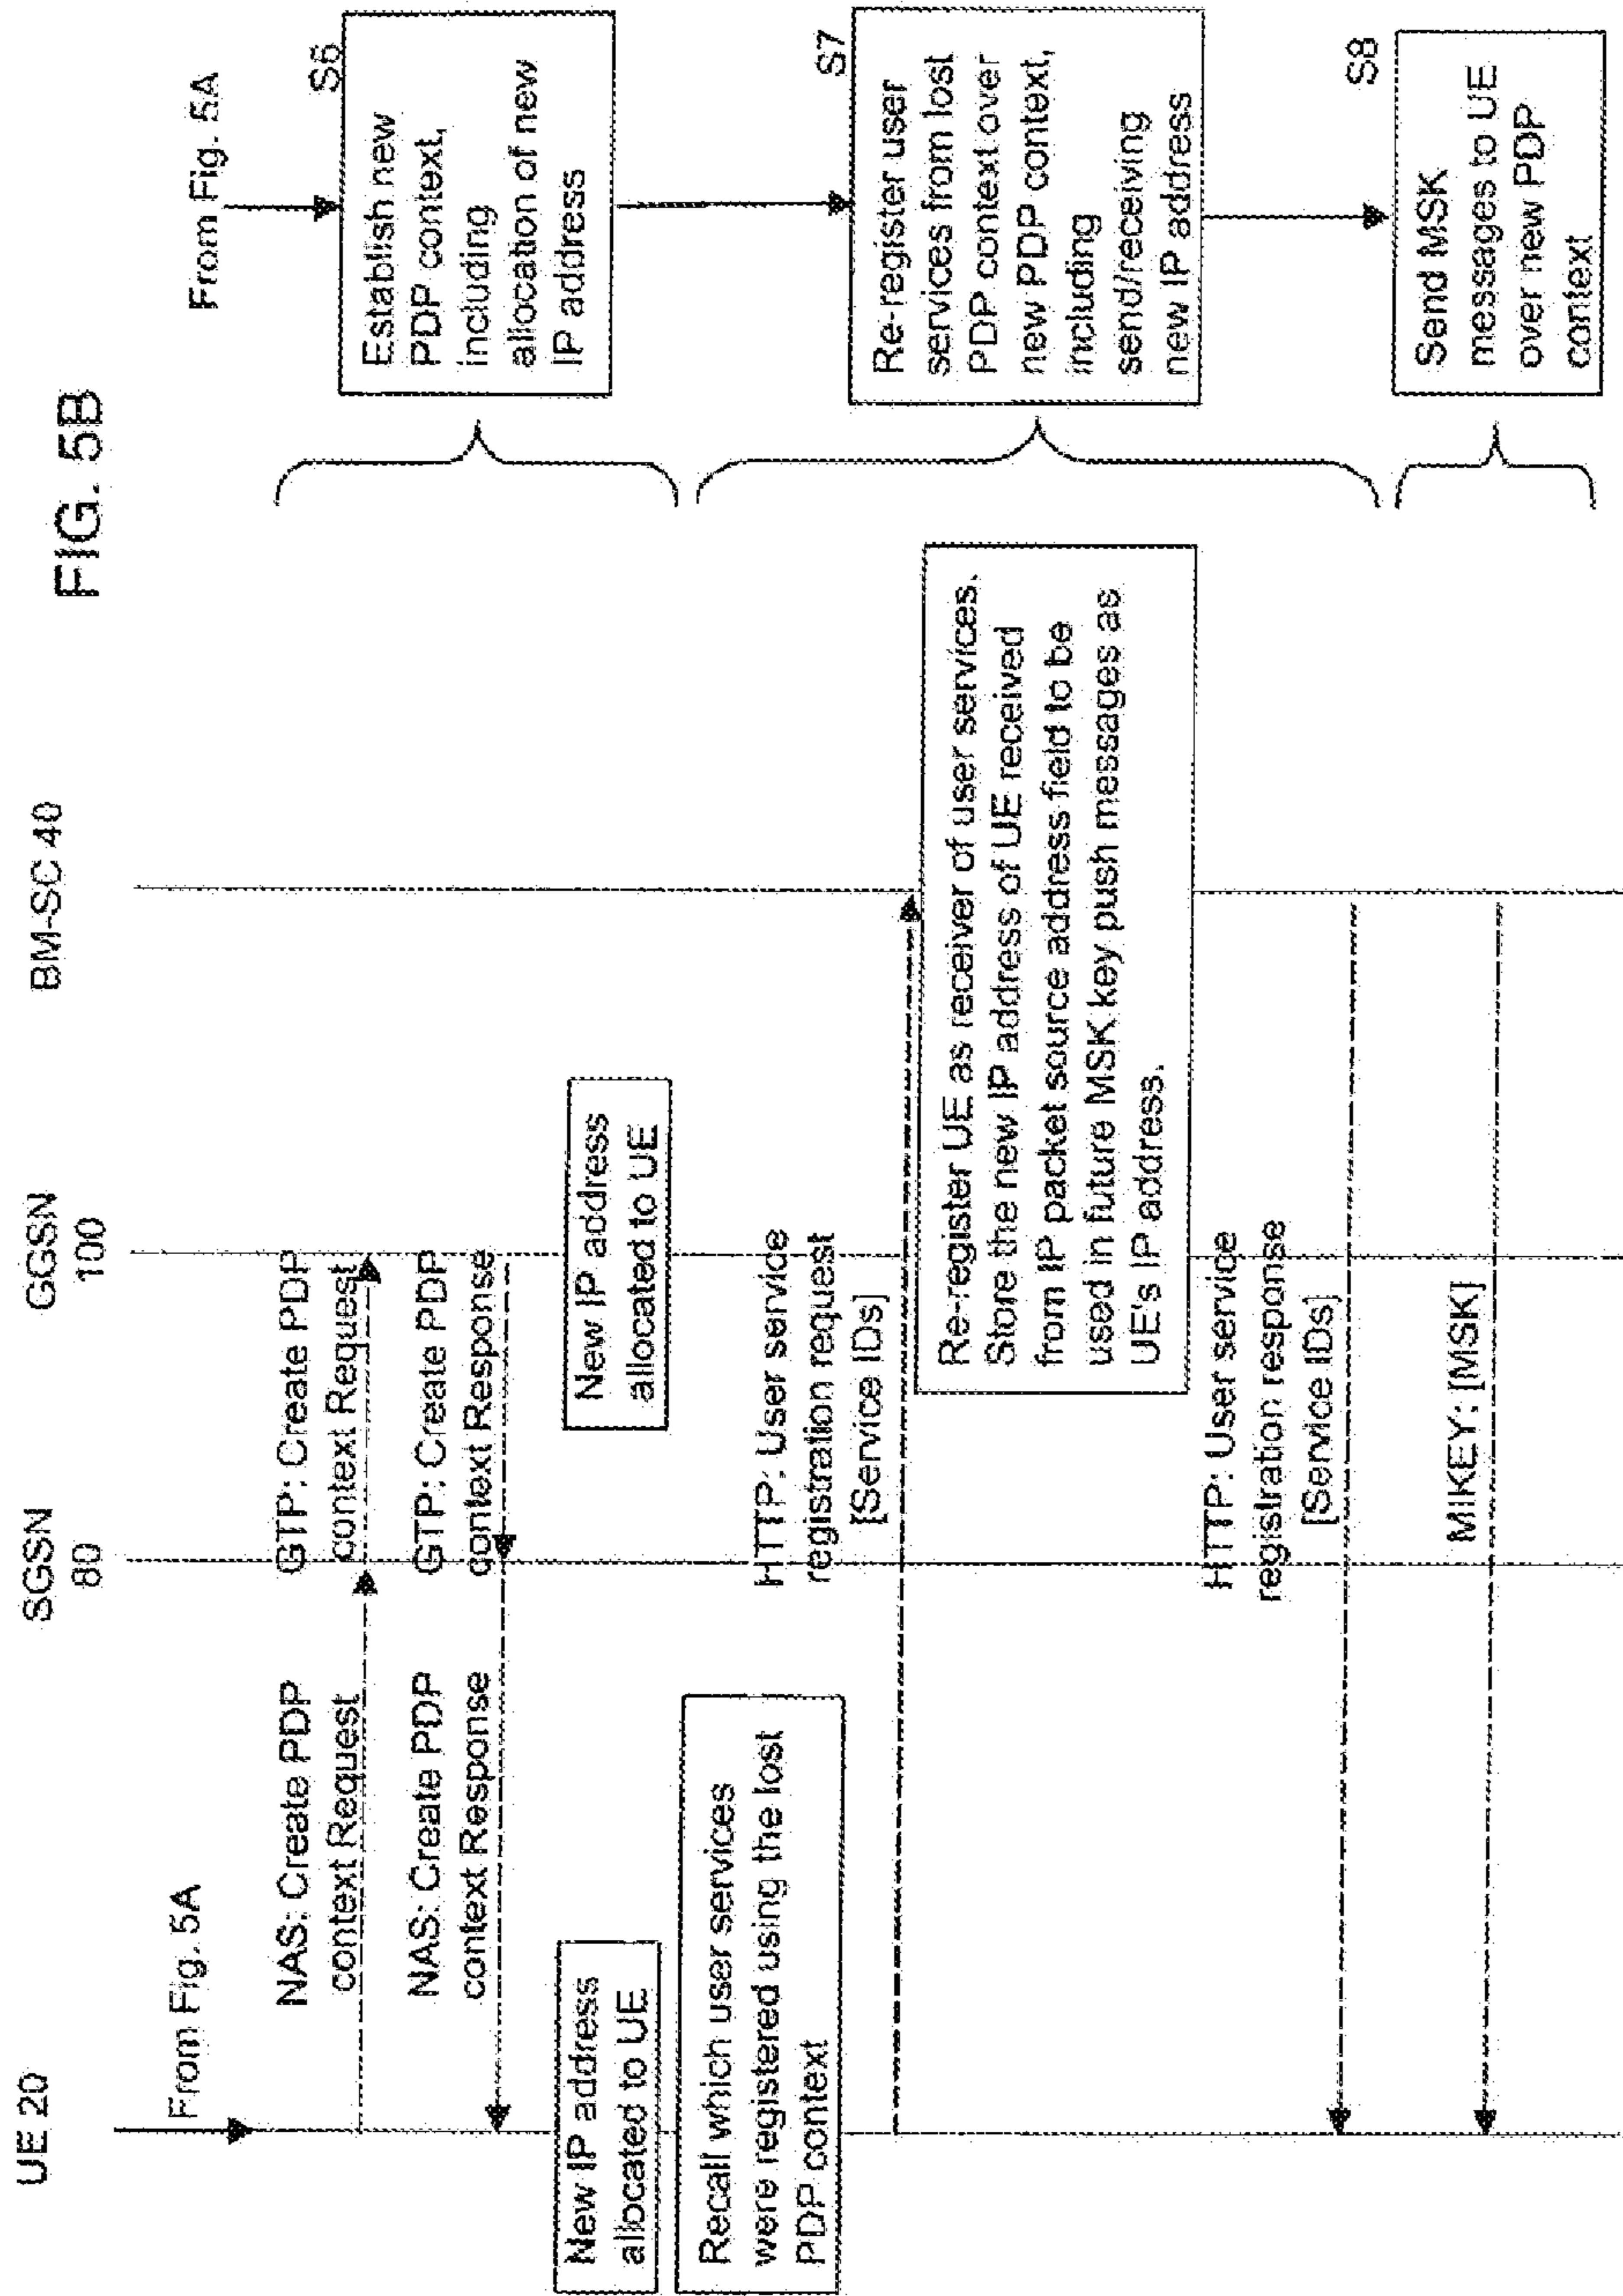 FIG. 5B
UE 20
SGSN
80
GGSN
100
BM-SC 40
From Fig. 5A
NAS: Create PDP
context Request
GTP: Create PDP
context Request
NAS: Create PDP
context Response
GTP: Create PDP
context Response
New IP address
allocated to UE
New IP address
allocated to UE
Recall which user services
were registered using the lost
PDP context
HTTP: User service
registration request
[Service IDs]
Re-register UE as receiver of user services.
Store the new IP address of UE received
from IP packet source address field to be
used in future MSK key push messages as
UE's IP address.
HTTP: User service
registration response
[Service IDs]
MIKEY: [MSK]
From Fig. 5A
S6
Establish new
PDP context,
including
allocation of new
IP address
S7
Re-register user
services from lost
PDP context over
new PDP context,
including
send/receiving
new IP address
S8
Send MSK
messages to UE
over new PDP
context